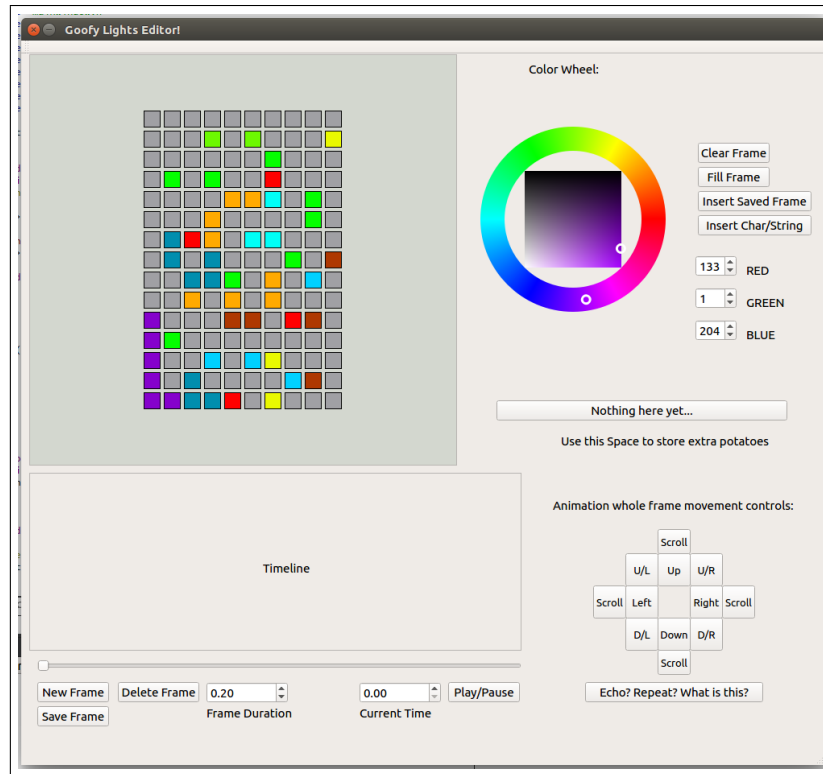 Goofy Lights Editor!
Color Wheel:
Clear Frame
Fill Frame
Insert Saved Frame
Insert Char/String
133 RED
1 GREEN
204 BLUE
Nothing here yet...
Use this Space to store extra potatoes
Timeline
Animation whole frame movement controls:
Scroll
U/L Up U/R
Scroll Left Right Scroll
D/L Down D/R
Scroll
Echo? Repeat? What is this?
New Frame Delete Frame 0.20 0.00 Play/Pause
Save Frame Frame Duration Current Time